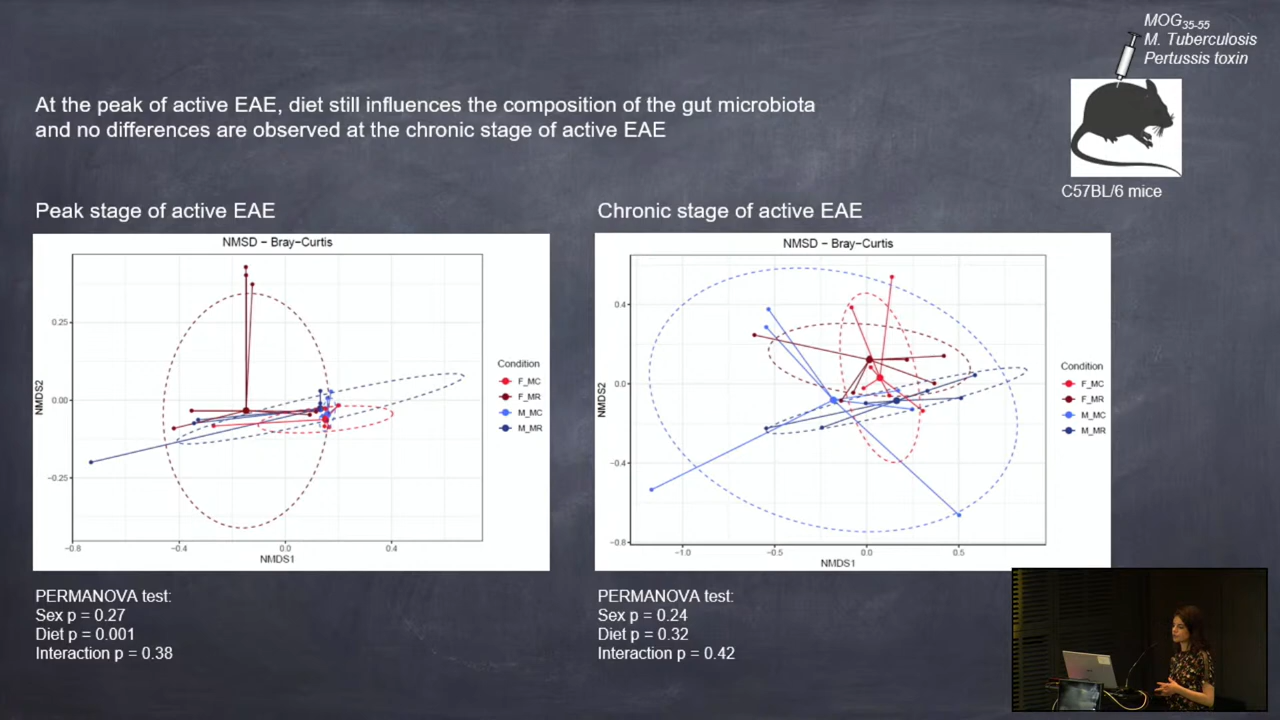 MOG35-55
M. Tuberculosis
Pertussis toxin
At the peak of active EAE, diet still influences the composition of the gut microbiota
and no differences are observed at the chronic stage of active EAE
C57BL/6 mice
Peak stage of active EAE
NMSD − Bray−Curtis
0.25
0.00
−0.25
NMDS2
−0.8
−0.4
0.0
0.4
NMDS1
Condition
F_MC
F_MR
M_MC
M_MR
PERMANOVA test:
Sex p = 0.27
Diet p = 0.001
Interaction p = 0.38
Chronic stage of active EAE
NMSD − Bray−Curtis
0.4
0.0
−0.4
−0.8
NMDS2
−1.0
−0.5
0.0
0.5
NMDS1
Condition
F_MC
F_MR
M_MC
M_MR
PERMANOVA test:
Sex p = 0.24
Diet p = 0.32
Interaction p = 0.42